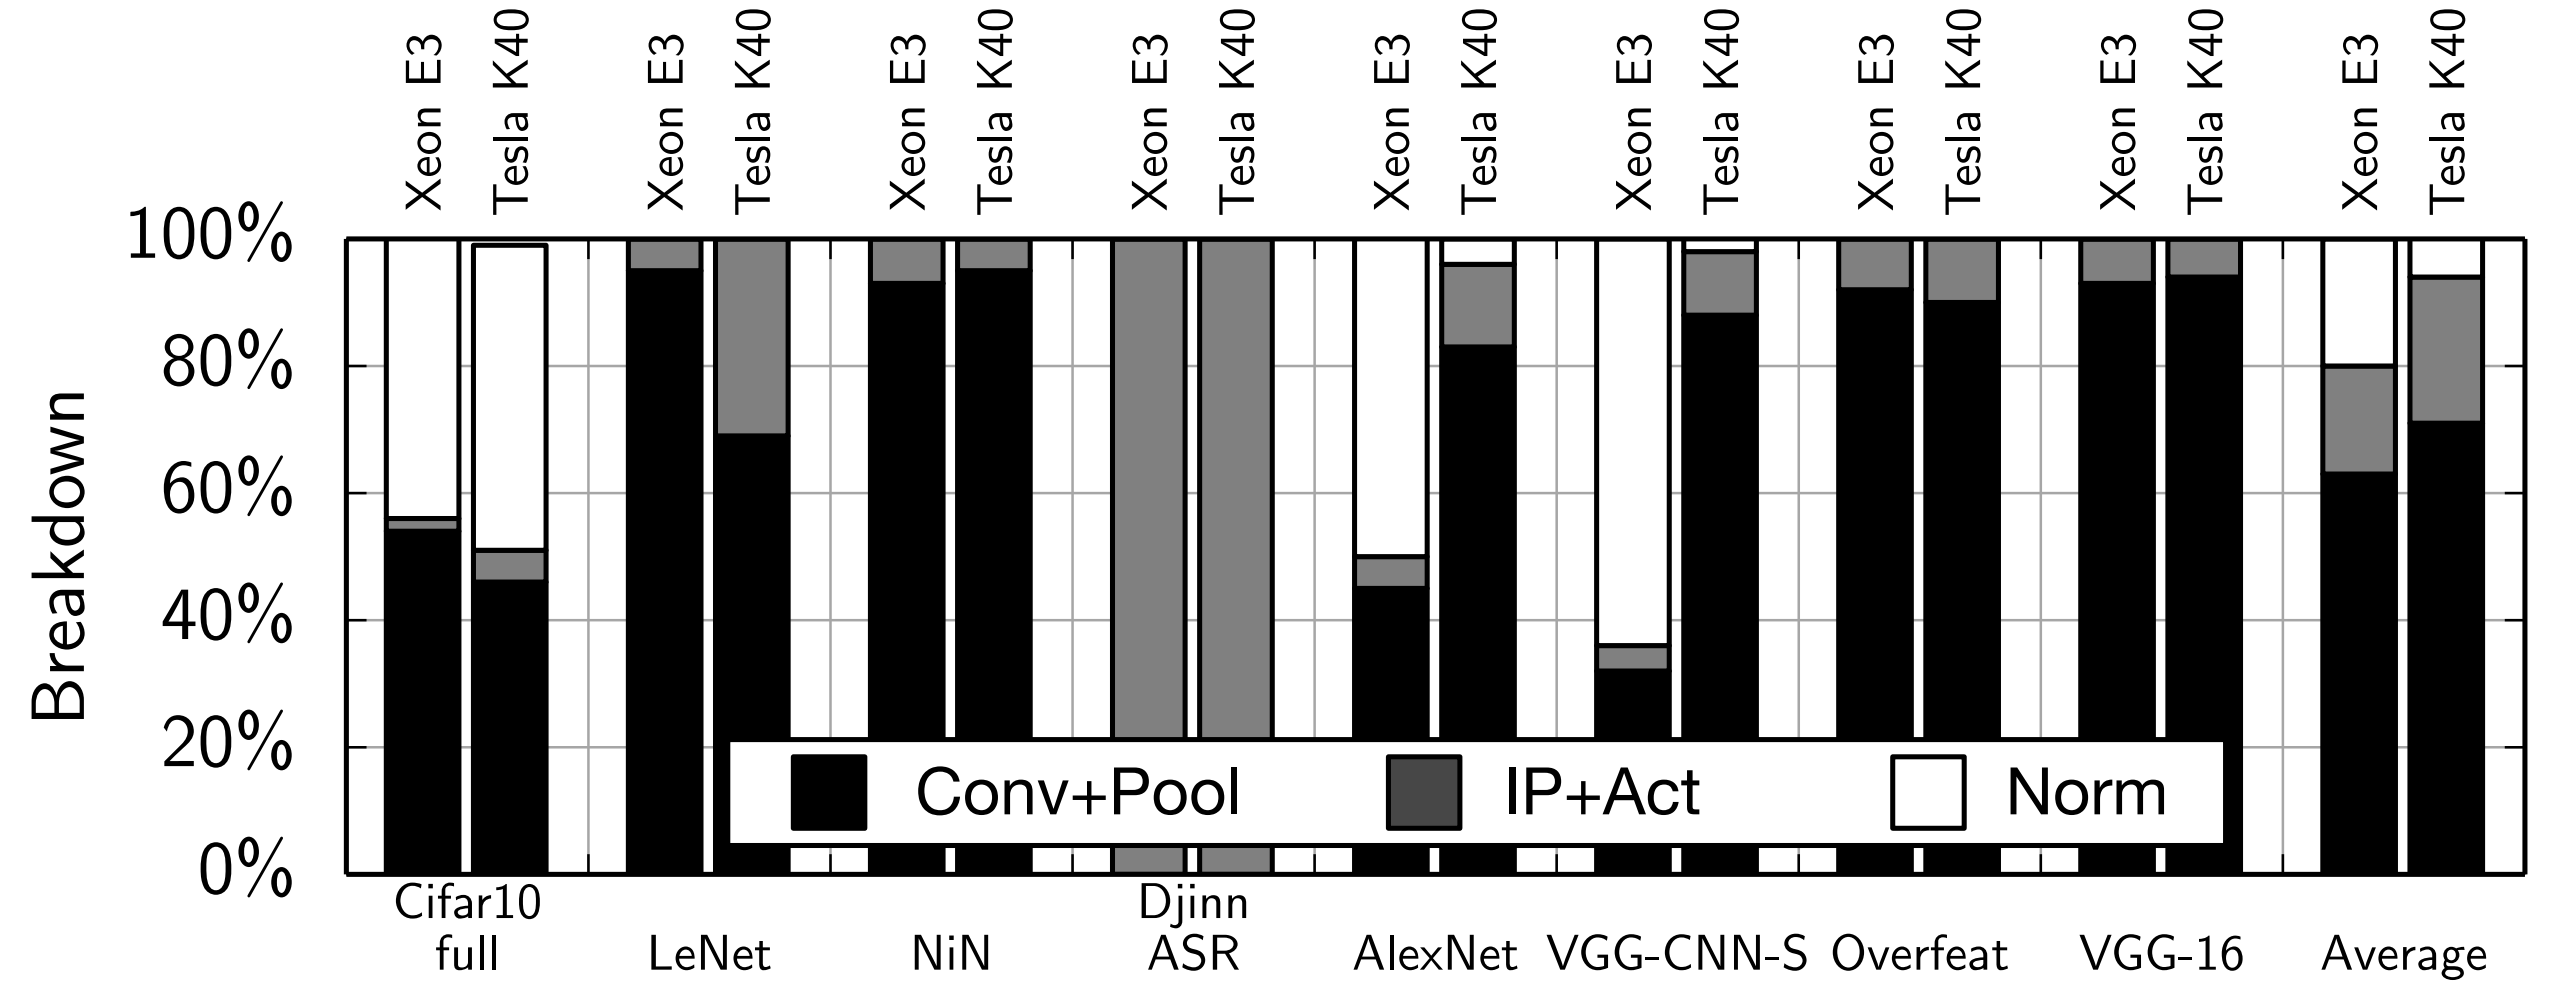 Xeon E3
Tesla K40
Xeon E3
Tesla K40
Xeon E3
Tesla K40
Xeon E3
Tesla K40
Xeon E3
Tesla K40
Xeon E3
Tesla K40
Xeon E3
Tesla K40
Xeon E3
Tesla K40
Xeon E3
Tesla K40
Breakdown
100%
80%
60%
40%
20%
0%
Conv+Pool
IP+Act
Norm
Cifar10
full
LeNet
NiN
Djinn
ASR
AlexNet
VGG-CNN-S
Overfeat
VGG-16
Average